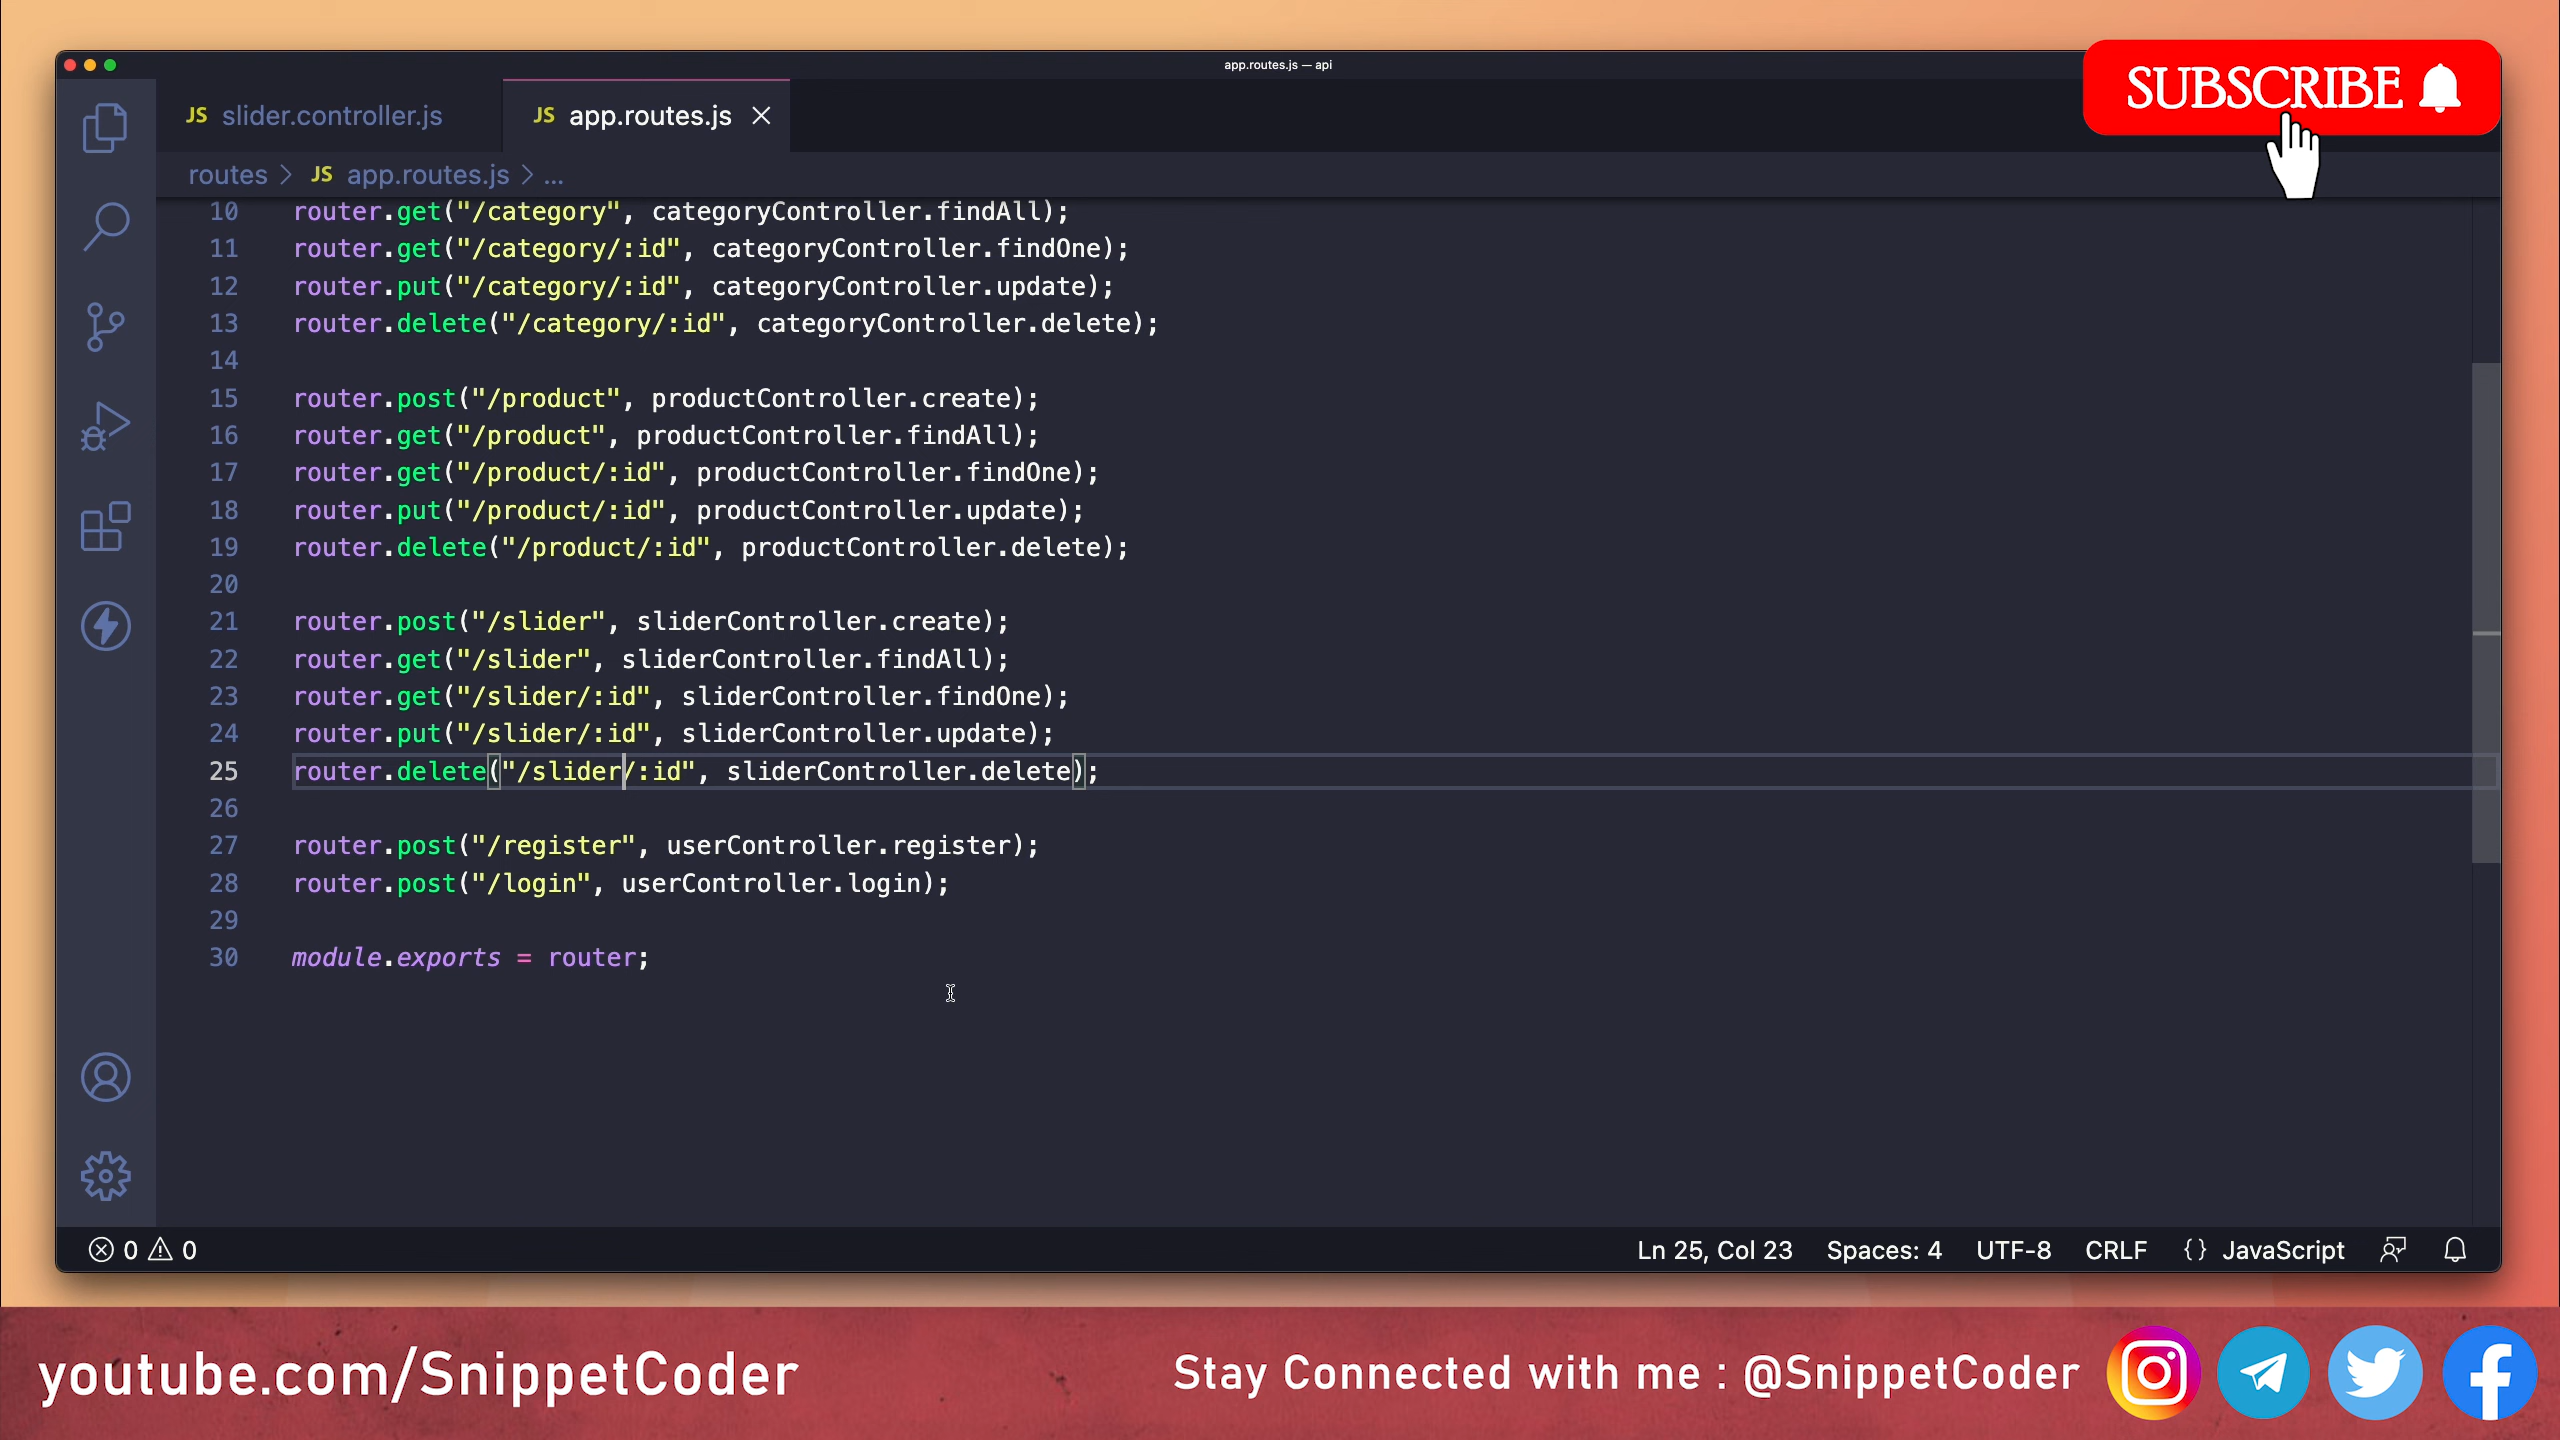 app.routes.js — api
SUBSCRIBE
JS slider.controller.js
JS app.routes.js
routes > JS app.routes.js > ...
10 router.get("/category", categoryController.findAll);
11 router.get("/category/:id", categoryController.findOne);
12 router.put("/category/:id", categoryController.update);
13 router.delete("/category/:id", categoryController.delete);
14
15 router.post("/product", productController.create);
16 router.get("/product", productController.findAll);
17 router.get("/product/:id", productController.findOne);
18 router.put("/product/:id", productController.update);
19 router.delete("/product/:id", productController.delete);
20
21 router.post("/slider", sliderController.create);
22 router.get("/slider", sliderController.findAll);
23 router.get("/slider/:id", sliderController.findOne);
24 router.put("/slider/:id", sliderController.update);
25 router.delete("/slider/:id", sliderController.delete);
26
27 router.post("/register", userController.register);
28 router.post("/login", userController.login);
29
30 module.exports = router;
0 0 Ln 25, Col 23 Spaces: 4 UTF-8 CRLF {} JavaScript
youtube.com/SnippetCoder Stay Connected with me : @SnippetCoder